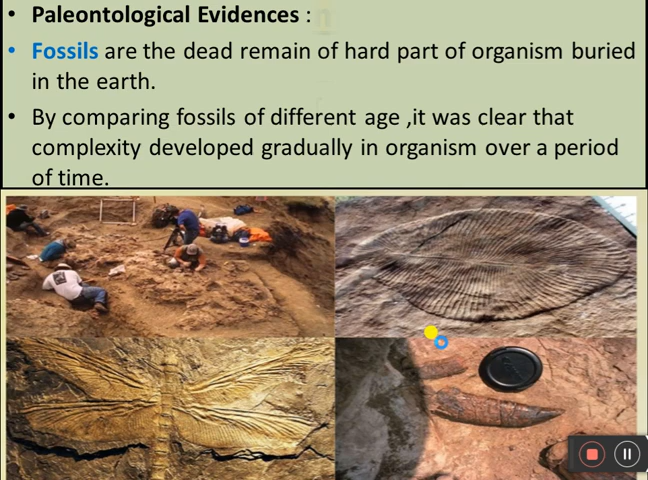 • Paleontological Evidences :
• Fossils are the dead remain of hard part of organism buried
in the earth.
• By comparing fossils of different age ,it was clear that
complexity developed gradually in organism over a period
of time.